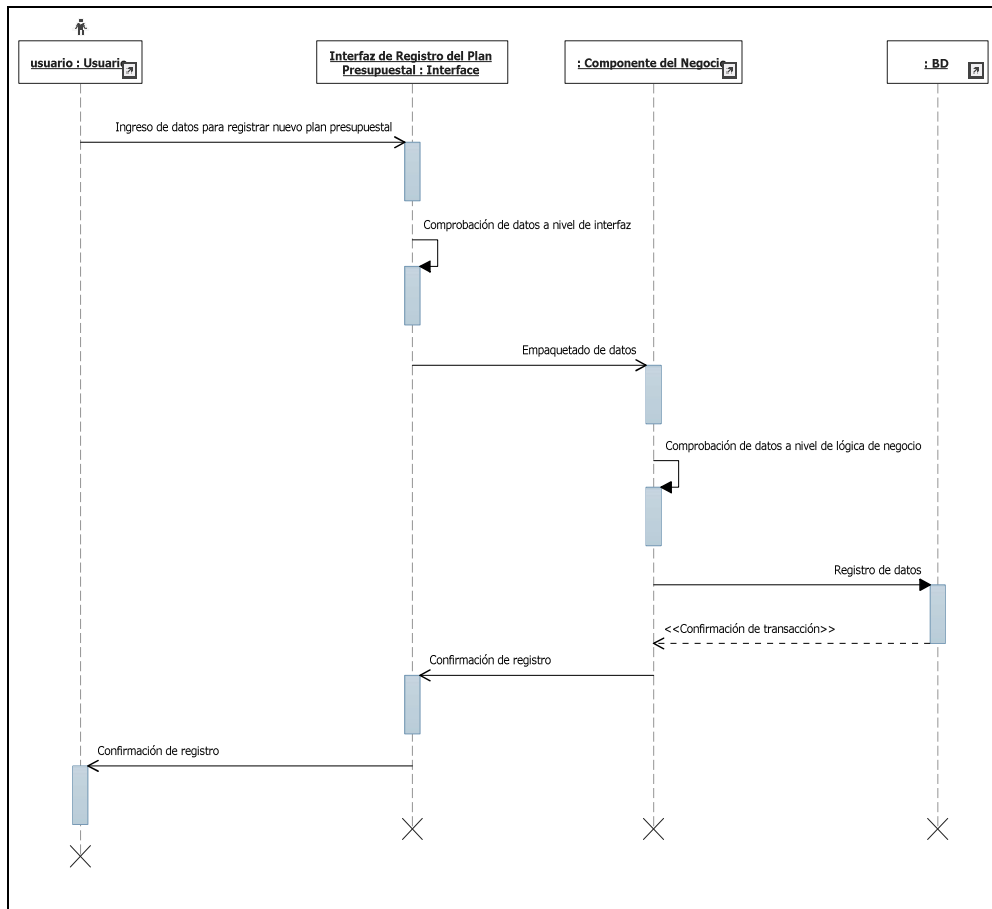 usuario : Usuario
Interfaz de Registro del Plan
Presupuestal : Interface
: Componente del Negocio
: BD
Ingreso de datos para registrar nuevo plan presupuestal
Comprobación de datos a nivel de interfaz
Empaquetado de datos
Comprobación de datos a nivel de lógica de negocio
Registro de datos
<<Confirmación de transacción>>
Confirmación de registro
Confirmación de registro